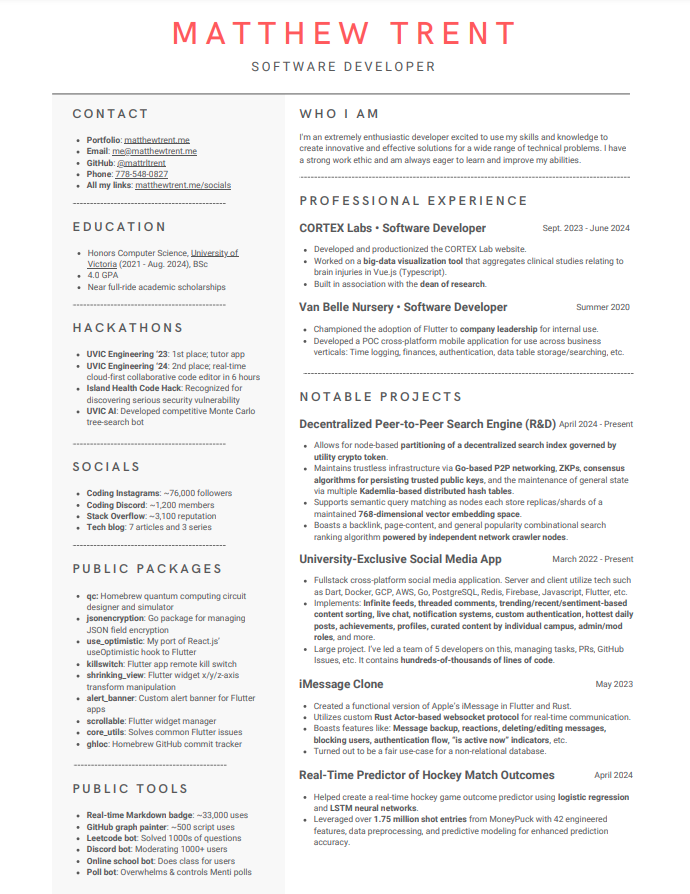 MATTHEW TRENT
SOFTWARE DEVELOPER
CONTACT
Portfolio: matthewtrent.me
Email: me@matthewtrent.me
GitHub: @mattrltrent
Phone: 778-548-0827
All my links: matthewtrent.me/socials
EDUCATION
Honors Computer Science, University of
Victoria (2021 - Aug. 2024), BSc
4.0 GPA
Near full-ride academic scholarships
HACKATHONS
UVIC Engineering '23: 1st place; tutor app
UVIC Engineering '24: 2nd place; real-time
cloud-first collaborative code editor in 6 hours
Island Health Code Hack: Recognized for
discovering serious security vulnerability
UVIC AI: Developed competitive Monte Carlo
tree-search bot
SOCIALS
Coding Instagrams: ~76,000 followers
Coding Discord: ~1,200 members
Stack Overflow: ~3,100 reputation
Tech blog: 7 articles and 3 series
PUBLIC PACKAGES
qc: Homebrew quantum computing circuit
designer and simulator
jsonencryption: Go package for managing
JSON field encryption
use_optimistic: My port of React.js'
useOptimistic hook to Flutter
killswitch: Flutter app remote kill switch
shrinking_view: Flutter widget x/y/z-axis
transform manipulation
alert_banner: Custom alert banner for Flutter
apps
scrollable: Flutter widget manager
core_utils: Solves common Flutter issues
ghloc: Homebrew GitHub commit tracker
PUBLIC TOOLS
Real-time Markdown badge: ~33,000 uses
GitHub graph painter: ~500 script uses
Leetcode bot: Solved 1000s of questions
Discord bot: Moderating 1000+ users
Online school bot: Does class for users
Poll bot: Overwhelms & controls Menti polls
WHO I AM
I'm an extremely enthusiastic developer excited to use my skills and knowledge to
create innovative and effective solutions for a wide range of technical problems. I have
a strong work ethic and am always eager to learn and improve my abilities.
PROFESSIONAL EXPERIENCE
CORTEX Labs • Software Developer Sept. 2023 - June 2024
Developed and productionized the CORTEX Lab website.
Worked on a big-data visualization tool that aggregates clinical studies relating to
brain injuries in Vue.js (Typescript).
Built in association with the dean of research.
Van Belle Nursery • Software Developer Summer 2020
Championed the adoption of Flutter to company leadership for internal use.
Developed a POC cross-platform mobile application for use across business
verticals: Time logging, finances, authentication, data table storage/searching, etc.
NOTABLE PROJECTS
Decentralized Peer-to-Peer Search Engine (R&D) April 2024 - Present
Allows for node-based partitioning of a decentralized search index governed by
utility crypto token.
Maintains trustless infrastructure via Go-based P2P networking, ZKPs, consensus
algorithms for persisting trusted public keys, and the maintenance of general state
via multiple Kademlia-based distributed hash tables.
Supports semantic query matching as nodes each store replicas/shards of a
maintained 768-dimensional vector embedding space.
Boasts a backlink, page-content, and general popularity combinational search
ranking algorithm powered by independent network crawler nodes.
University-Exclusive Social Media App March 2022 - Present
Fullstack cross-platform social media application. Server and client utilize tech such
as Dart, Docker, GCP, AWS, Go, PostgreSQL, Redis, Firebase, Javascript, Flutter, etc.
Implements: Infinite feeds, threaded comments, trending/recent/sentiment-based
content sorting, live chat, notification systems, custom authentication, hottest daily
posts, achievements, profiles, curated content by individual campus, admin/mod
roles, and more.
Large project. I've led a team of 5 developers on this, managing tasks, PRs, GitHub
Issues, etc. It contains hundreds-of-thousands of lines of code.
iMessage Clone May 2023
Created a functional version of Apple's iMessage in Flutter and Rust.
Utilizes custom Rust Actor-based websocket protocol for real-time communication.
Boasts features like: Message backup, reactions, deleting/editing messages,
blocking users, authentication flow, "is active now" indicators, etc.
Turned out to be a fair use-case for a non-relational database.
Real-Time Predictor of Hockey Match Outcomes April 2024
Helped create a real-time hockey game outcome predictor using logistic regression
and LSTM neural networks.
Leveraged over 1.75 million shot entries from MoneyPuck with 42 engineered
features, data preprocessing, and predictive modeling for enhanced prediction
accuracy.